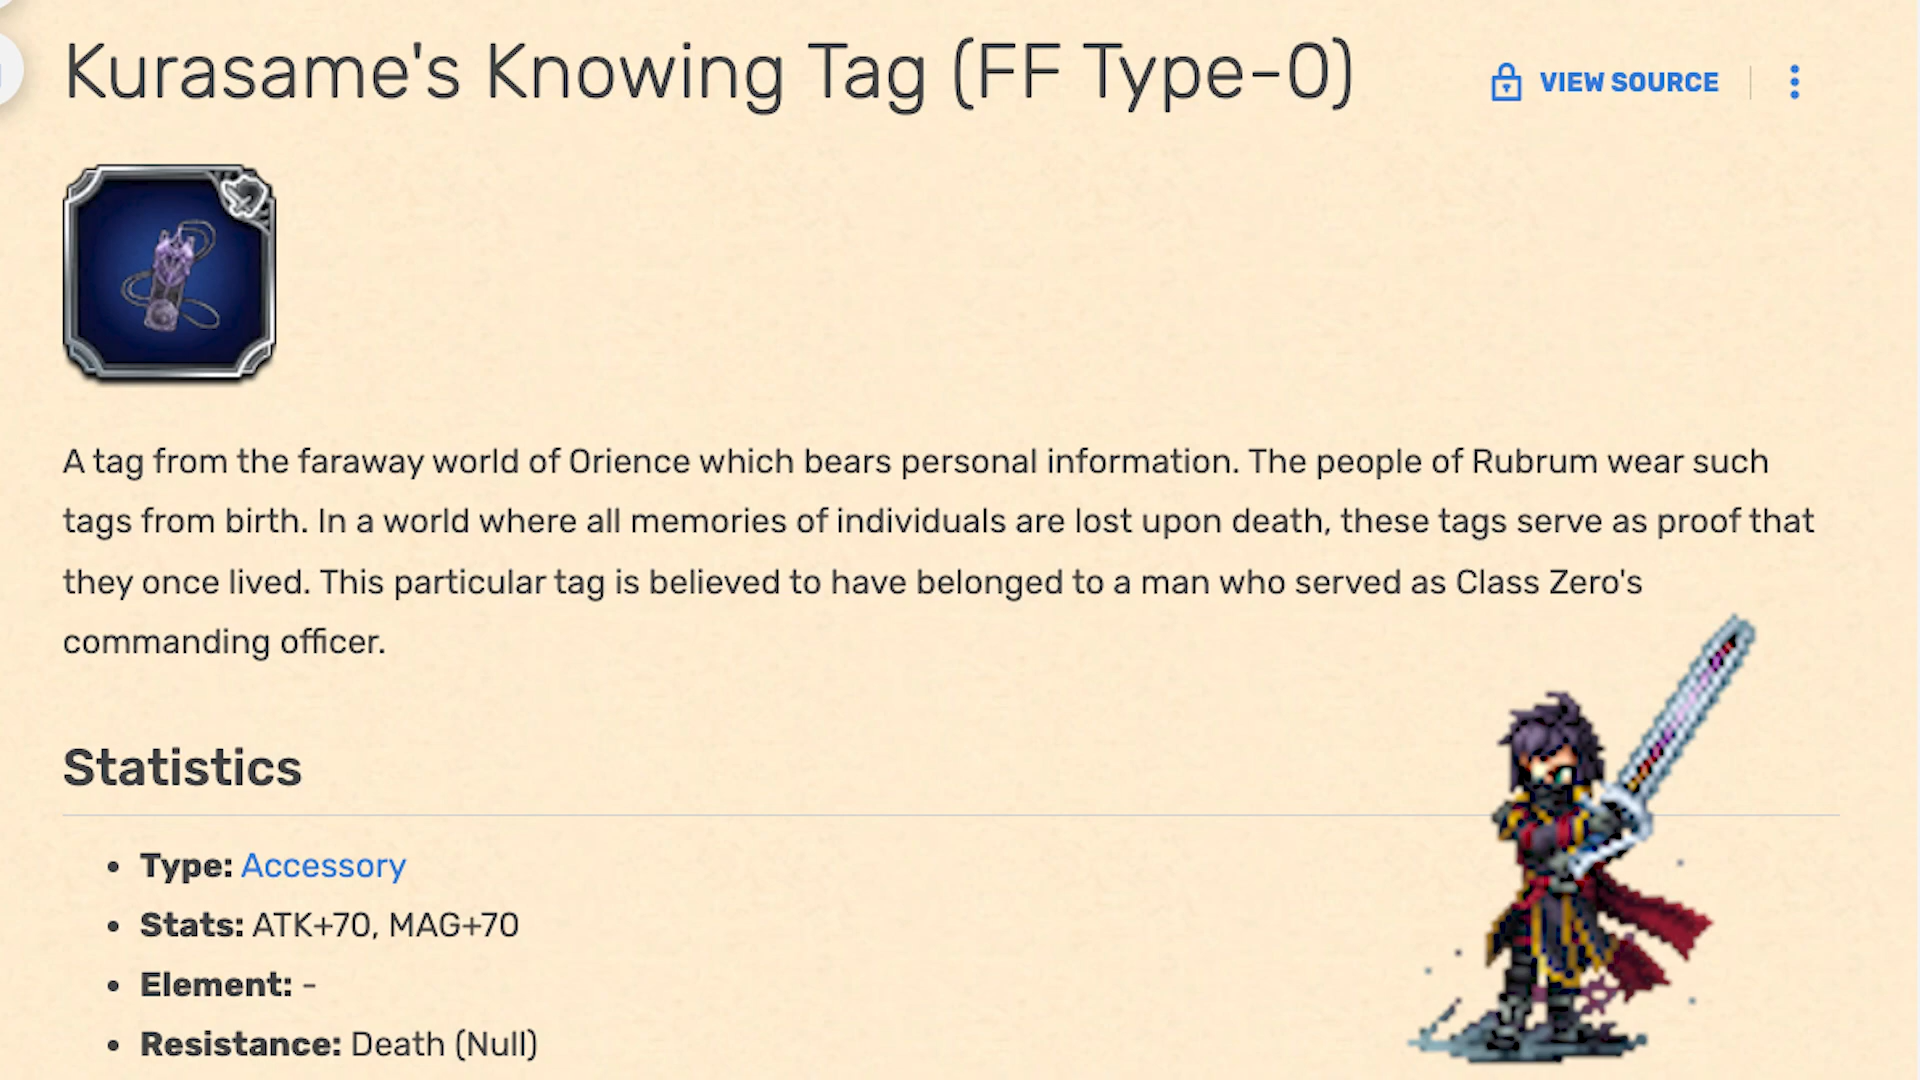 Kurasame's Knowing Tag (FF Type-0)
VIEW SOURCE
A tag from the faraway world of Orience which bears personal information. The people of Rubrum wear such
tags from birth. In a world where all memories of individuals are lost upon death, these tags serve as proof that
they once lived. This particular tag is believed to have belonged to a man who served as Class Zero's
commanding officer.
Statistics
• Type: Accessory
• Stats: ATK+70, MAG+70
• Element: -
• Resistance: Death (Null)